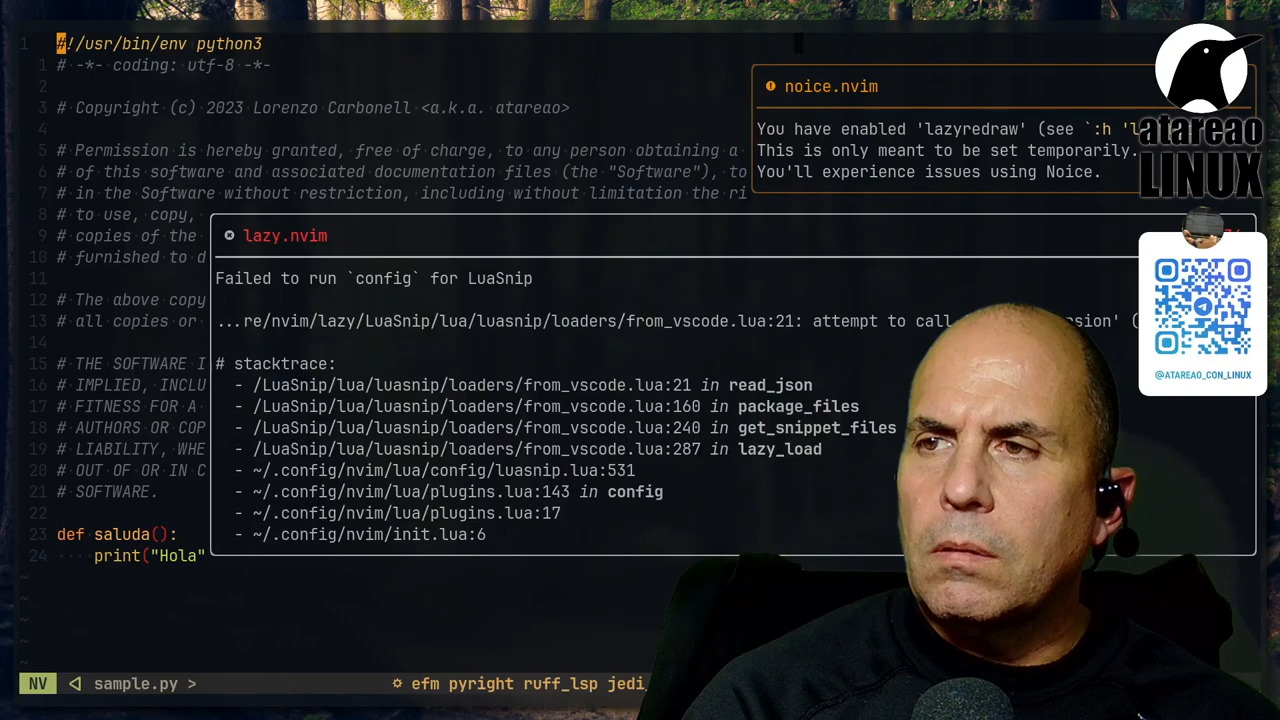 1 #!/usr/bin/env python3
1 # -*- coding: utf-8 -*-
2
3 # Copyright (c) 2023 Lorenzo Carbonell <a.k.a. atareao>
4
5 # Permission is hereby granted, free of charge, to any person obtaining a
6 # of this software and associated documentation files (the "Software"), to
7 # in the Software without restriction, including without limitation the ri
8 # to use, copy,
9 # copies of the
10 # furnished to d
11
12 # The above copy
13 # all copies or
14
15 # THE SOFTWARE I
16 # IMPLIED, INCLU
17 # FITNESS FOR A
18 # AUTHORS OR COP
19 # LIABILITY, WHE
20 # OUT OF OR IN C
21 # SOFTWARE.
22
23 def saluda():
24 ····print("Hola"
~
~
~
~
~
noice.nvim
You have enabled 'lazyredraw' (see `:h 'l
This is only meant to be set temporarily.
You'll experience issues using Noice.
atareao
LINUX
lazy.nvim
Failed to run `config` for LuaSnip
...re/nvim/lazy/LuaSnip/lua/luasnip/loaders/from_vscode.lua:21: attempt to call
# stacktrace:
- /LuaSnip/lua/luasnip/loaders/from_vscode.lua:21 in read_json
- /LuaSnip/lua/luasnip/loaders/from_vscode.lua:160 in package_files
- /LuaSnip/lua/luasnip/loaders/from_vscode.lua:240 in get_snippet_files
- /LuaSnip/lua/luasnip/loaders/from_vscode.lua:287 in lazy_load
- ~/.config/nvim/lua/config/luasnip.lua:531
- ~/.config/nvim/lua/plugins.lua:143 in config
- ~/.config/nvim/lua/plugins.lua:17
- ~/.config/nvim/init.lua:6
@ATAREAO_CON_LINUX
NV sample.py > efm pyright ruff_lsp jedi_